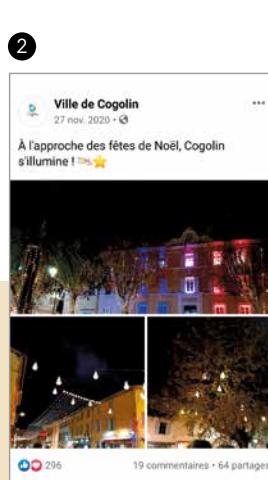 2
Ville de Cogolin
27 nov. 2020 •
À l'approche des fêtes de Noël, Cogolin
s'illumine !
296
19 commentaires • 64 partages